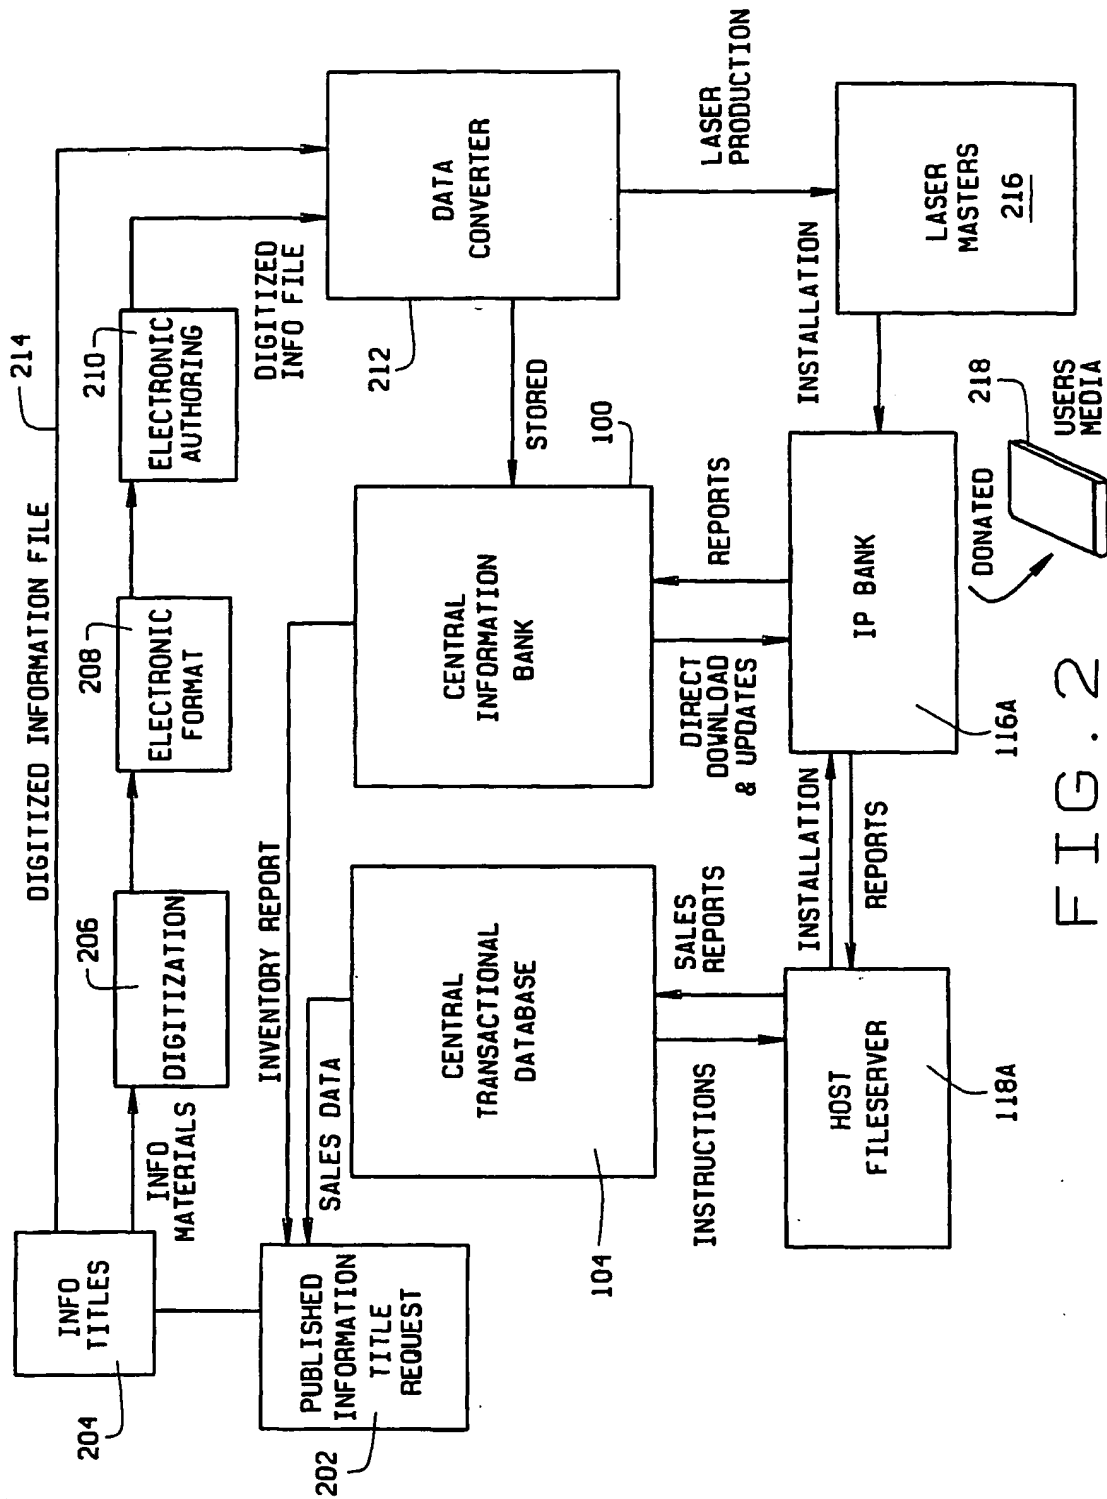 DIGITIZED INFORMATION FILE
214
204
INFO
TITLES
INFO
MATERIALS
206
DIGITIZATION
208
ELECTRONIC
FORMAT
210
ELECTRONIC
AUTHORING
DIGITIZED
INFO FILE
202
PUBLISHED
INFORMATION
TITLE
REQUEST
INVENTORY REPORT
SALES DATA
104
CENTRAL
TRANSACTIONAL
DATABASE
CENTRAL
INFORMATION
BANK
100
STORED
212
DATA
CONVERTER
INSTRUCTIONS
SALES
REPORTS
DIRECT
DOWNLOAD
& UPDATES
REPORTS
LASER
PRODUCTION
HOST
FILESERVER
118A
INSTALLATION
REPORTS
IP BANK
116A
INSTALLATION
LASER
MASTERS
216
DONATED
218
USERS
MEDIA
FIG. 2